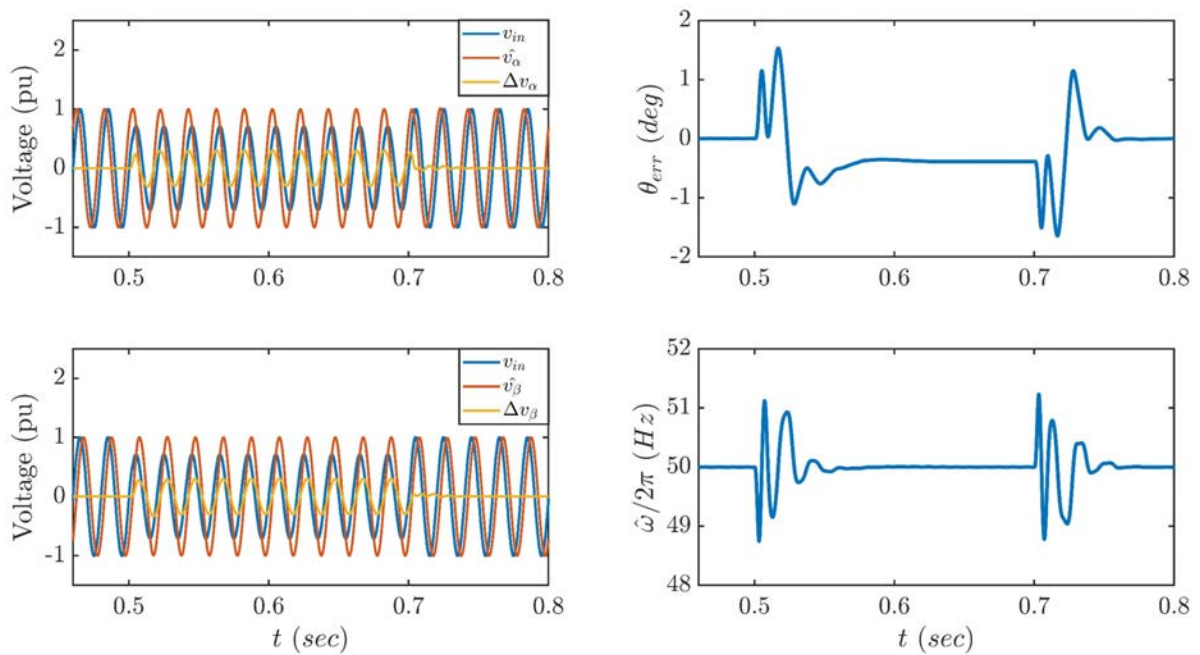 2
1
0
-1
Voltage (pu)
v_in
v̂_α
Δv_α
0.5 0.6 0.7 0.8
2
1
0
-1
-2
θ_err (deg)
0.5 0.6 0.7 0.8
2
1
0
-1
Voltage (pu)
v_in
v̂_β
Δv_β
0.5 0.6 0.7 0.8
t (sec)
52
51
50
49
48
ω̂/2π (Hz)
0.5 0.6 0.7 0.8
t (sec)